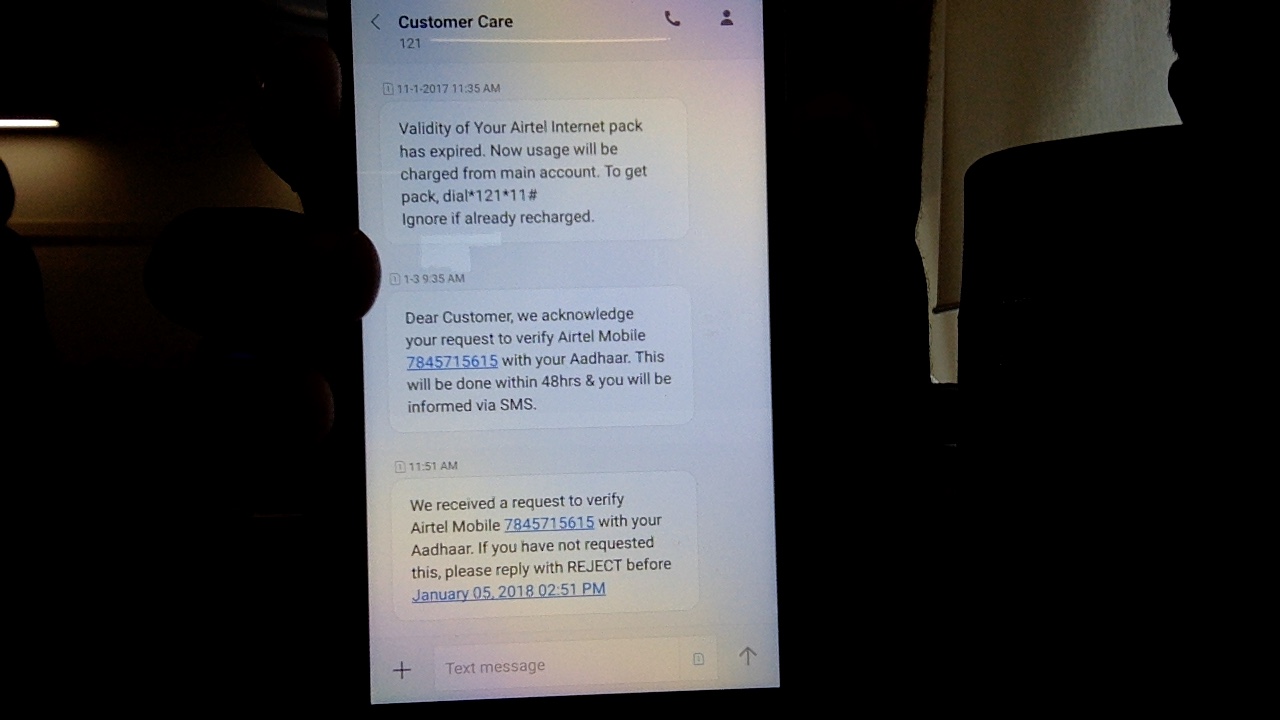 Customer Care
121
11-1-2017 11:35 AM
Validity of Your Airtel Internet pack
has expired. Now usage will be
charged from main account. To get
pack, dial*121*11#
Ignore if already recharged.
1-3 9:35 AM
Dear Customer, we acknowledge
your request to verify Airtel Mobile
7845715615 with your Aadhaar. This
will be done within 48hrs & you will be
informed via SMS.
11:51 AM
We received a request to verify
Airtel Mobile 7845715615 with your
Aadhaar. If you have not requested
this, please reply with REJECT before
January 05, 2018 02:51 PM
Text message